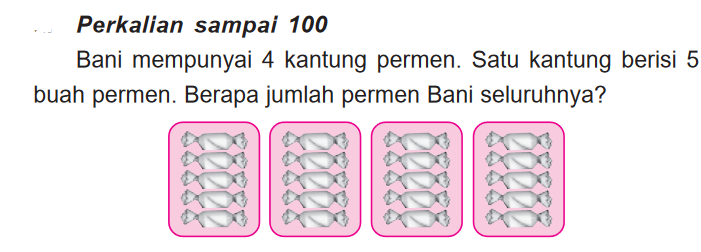 Perkalian sampai 100
Bani mempunyai 4 kantung permen. Satu kantung berisi 5
buah permen. Berapa jumlah permen Bani seluruhnya?